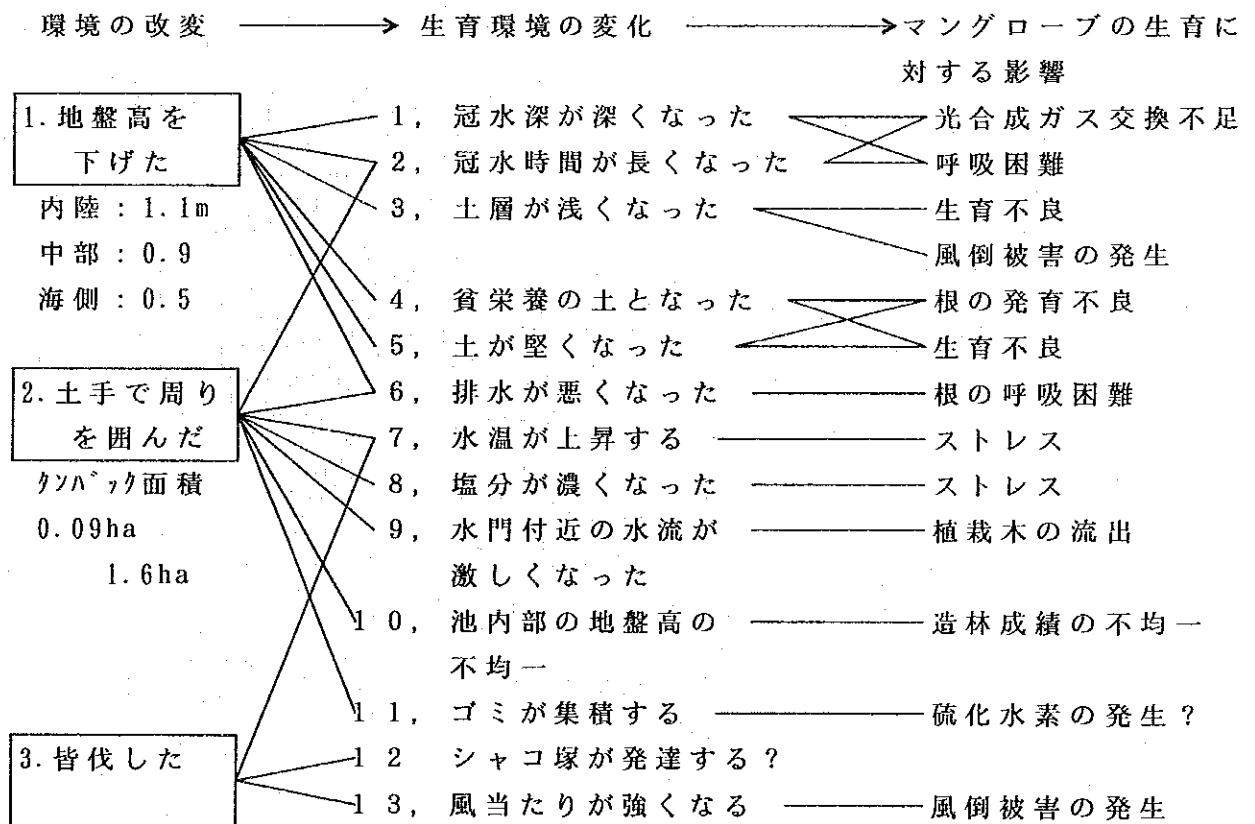 環境の改変 → 生育環境の変化 → マングローブの生育に
対する影響
1.地盤高を
下げた
内陸：1.1m
中部：0.9
海側：0.5
2.土手で周り
を囲んだ
ﾀﾝﾊﾞｯｸ面積
0.09ha
1.6ha
3.皆伐した
1, 冠水深が深くなった
2, 冠水時間が長くなった
3, 土層が浅くなった
4, 貧栄養の土となった
5, 土が堅くなった
6, 排水が悪くなった
7, 水温が上昇する
8, 塩分が濃くなった
9, 水門付近の水流が
激しくなった
10, 池内部の地盤高の
不均一
11, ゴミが集積する
12 シャコ塚が発達する？
13, 風当たりが強くなる
光合成ガス交換不足
呼吸困難
生育不良
風倒被害の発生
根の発育不良
生育不良
根の呼吸困難
ストレス
ストレス
植栽木の流出
造林成績の不均一
硫化水素の発生？
風倒被害の発生